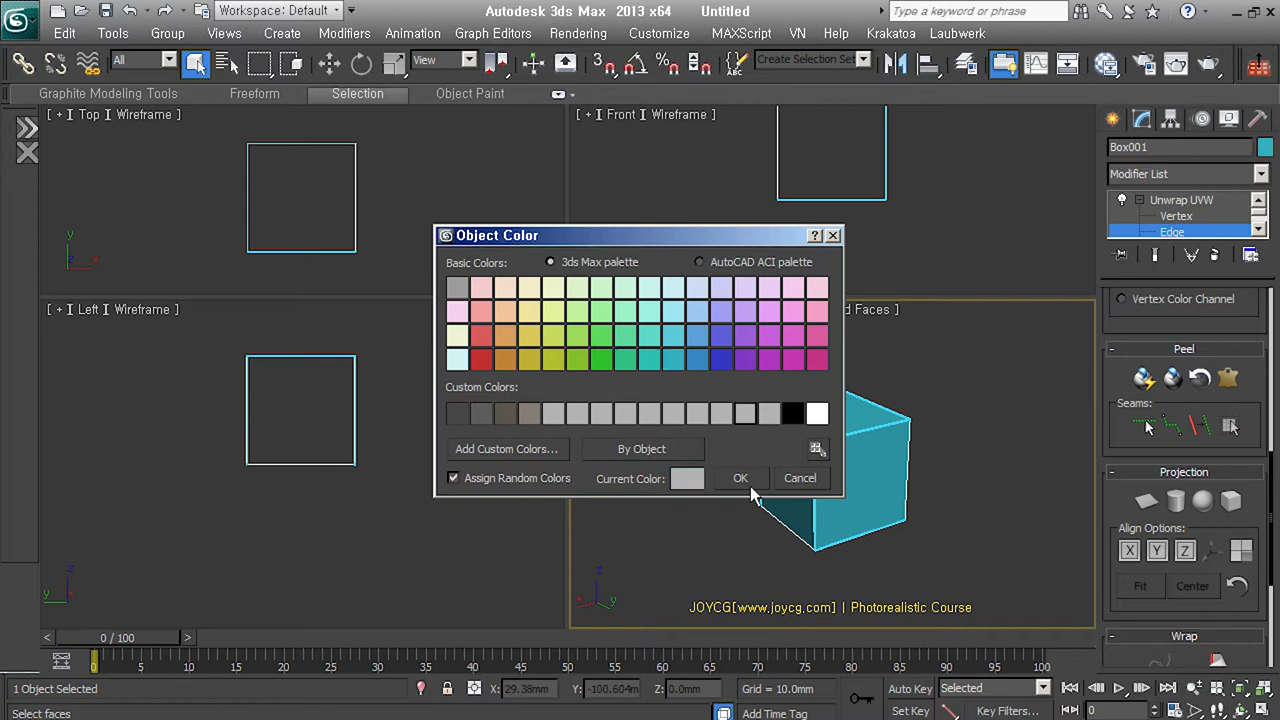 Workspace: Default
Autodesk 3ds Max  2013 x64      Untitled
Type a keyword or phrase
Edit Tools Group Views Create Modifiers Animation Graph Editors Rendering Customize MAXScript VN Krakatoa Laubwerk
All
View
Create Selection Set
Graphite Modeling Tools Freeform Selection Object Paint
[ + ] [ Top ] [ Wireframe ]
[ + ] [ Front ] [ Wireframe ]
Box001
Modifier List
Unwrap UVW
Vertex
Edge
Object Color
Basic Colors:
3ds Max palette
AutoCAD ACI palette
Custom Colors:
Add Custom Colors...
By Object
Assign Random Colors
Current Color:
OK
Cancel
[ + ] [ Left ] [ Wireframe ]
d Faces ]
Vertex Color Channel
Peel
Seams:
Projection
Align Options:
X Y Z
Fit
Center
Wrap
JOYCG[www.joycg.com] | Photorealistic Course
< 0 / 100 >
0 5 10 15 20 25 30 35 40 45 50 55 60 65 70 75 80 85 90 95 100
1 Object Selected
X: 29.38mm
Y: -100.604m
Z: 0.0mm
Grid = 10.0mm
Auto Key
Selected
Select faces
Add Time Tag
Set Key
Key Filters...
0